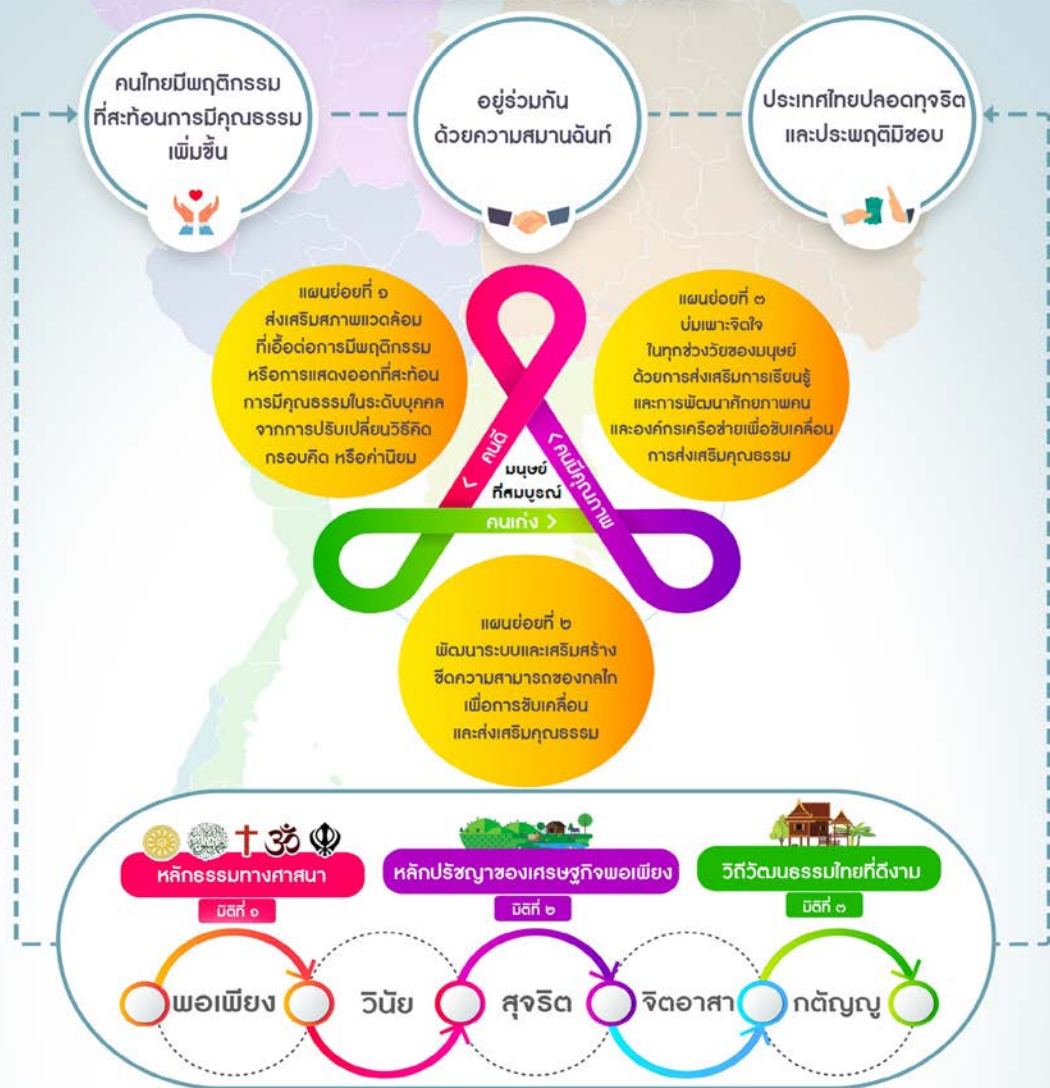 คนไทยมีพฤติกรรม
ที่สะท้อนการมีคุณธรรม
เพิ่มขึ้น
อยู่ร่วมกัน
ด้วยความสมานฉันท์
ประเทศไทยปลอดทุจริต
และประพฤติมิชอบ
แผนย่อยที่ ๑
ส่งเสริมสภาพแวดล้อม
ที่เอื้อต่อการมีพฤติกรรม
หรือการแสดงออกที่สะท้อน
การมีคุณธรรมในระดับบุคคล
จากการปรับเปลี่ยนวิธีคิด
กรอบคิด หรือค่านิยม
แผนย่อยที่ ๓
บ่มเพาะจิตใจ
ในทุกช่วงวัยของมนุษย์
ด้วยการส่งเสริมการเรียนรู้
และการพัฒนาศักยภาพคน
และองค์กรเครือข่ายเพื่อขับเคลื่อน
การส่งเสริมคุณธรรม
< คนดี
< คนมีคุณภาพ
มนุษย์
ที่สมบูรณ์
คนเก่ง >
แผนย่อยที่ ๒
พัฒนาระบบและเสริมสร้าง
ขีดความสามารถของกลไก
เพื่อการขับเคลื่อน
และส่งเสริมคุณธรรม
หลักธรรมทางศาสนา
มิติที่ ๑
หลักปรัชญาของเศรษฐกิจพอเพียง
มิติที่ ๒
วิถีวัฒนธรรมไทยที่ดีงาม
มิติที่ ๓
พอเพียง
วินัย
สุจริต
จิตอาสา
กตัญญู